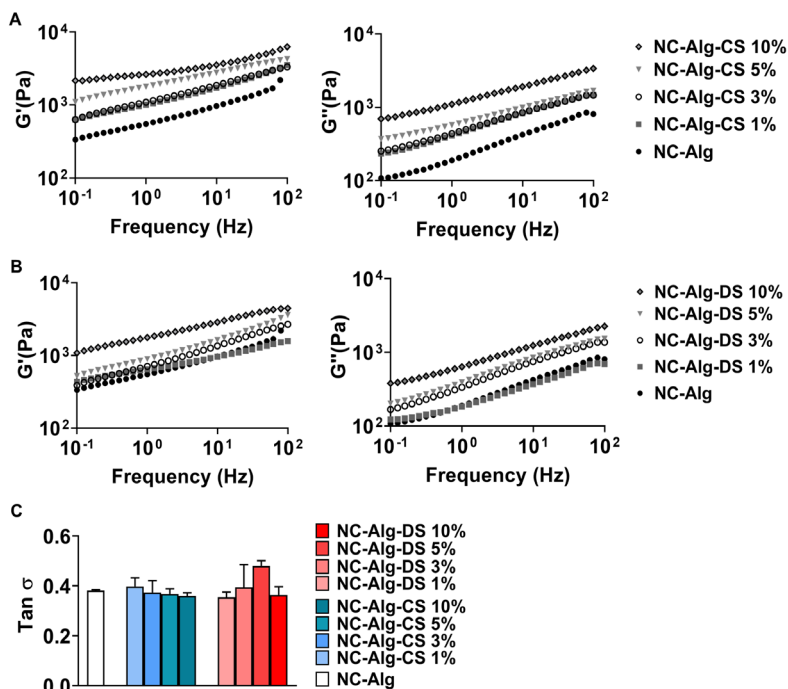 A
10⁴
10³
10²
G'(Pa)
10⁻¹ 10⁰ 10¹ 10²
Frequency (Hz)
10⁴
10³
10²
G''(Pa)
10⁻¹ 10⁰ 10¹ 10²
Frequency (Hz)
NC-Alg-CS 10%
NC-Alg-CS 5%
NC-Alg-CS 3%
NC-Alg-CS 1%
NC-Alg
B
10⁴
10³
10²
G'(Pa)
10⁻¹ 10⁰ 10¹ 10²
Frequency (Hz)
10⁴
10³
10²
G''(Pa)
10⁻¹ 10⁰ 10¹ 10²
Frequency (Hz)
NC-Alg-DS 10%
NC-Alg-DS 5%
NC-Alg-DS 3%
NC-Alg-DS 1%
NC-Alg
C
0.6
0.4
0.2
0.0
Tan σ
NC-Alg-DS 10%
NC-Alg-DS 5%
NC-Alg-DS 3%
NC-Alg-DS 1%
NC-Alg-CS 10%
NC-Alg-CS 5%
NC-Alg-CS 3%
NC-Alg-CS 1%
NC-Alg